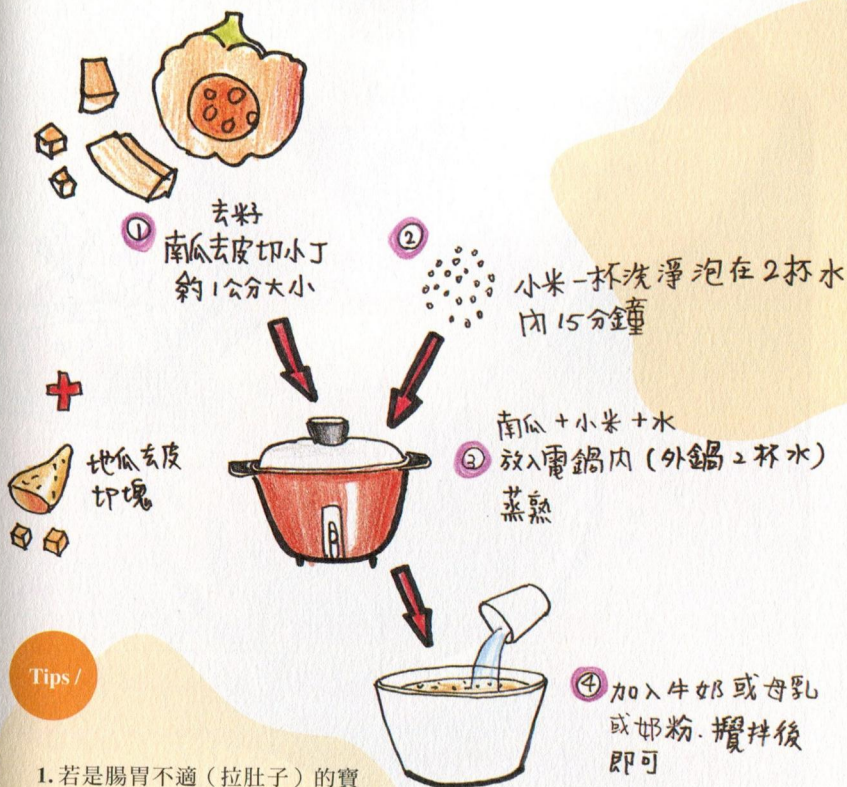 ① 去籽
南瓜去皮切小丁
約1公分大小
② 小米一杯洗淨泡在2杯水
內15分鐘
地瓜去皮
切塊
南瓜+小米+水
③ 放入電鍋內(外鍋2杯水)
蒸熟
④ 加入牛奶或母乳
或奶粉.攪拌後
即可
Tips /
1. 若是腸胃不適（拉肚子）的寶